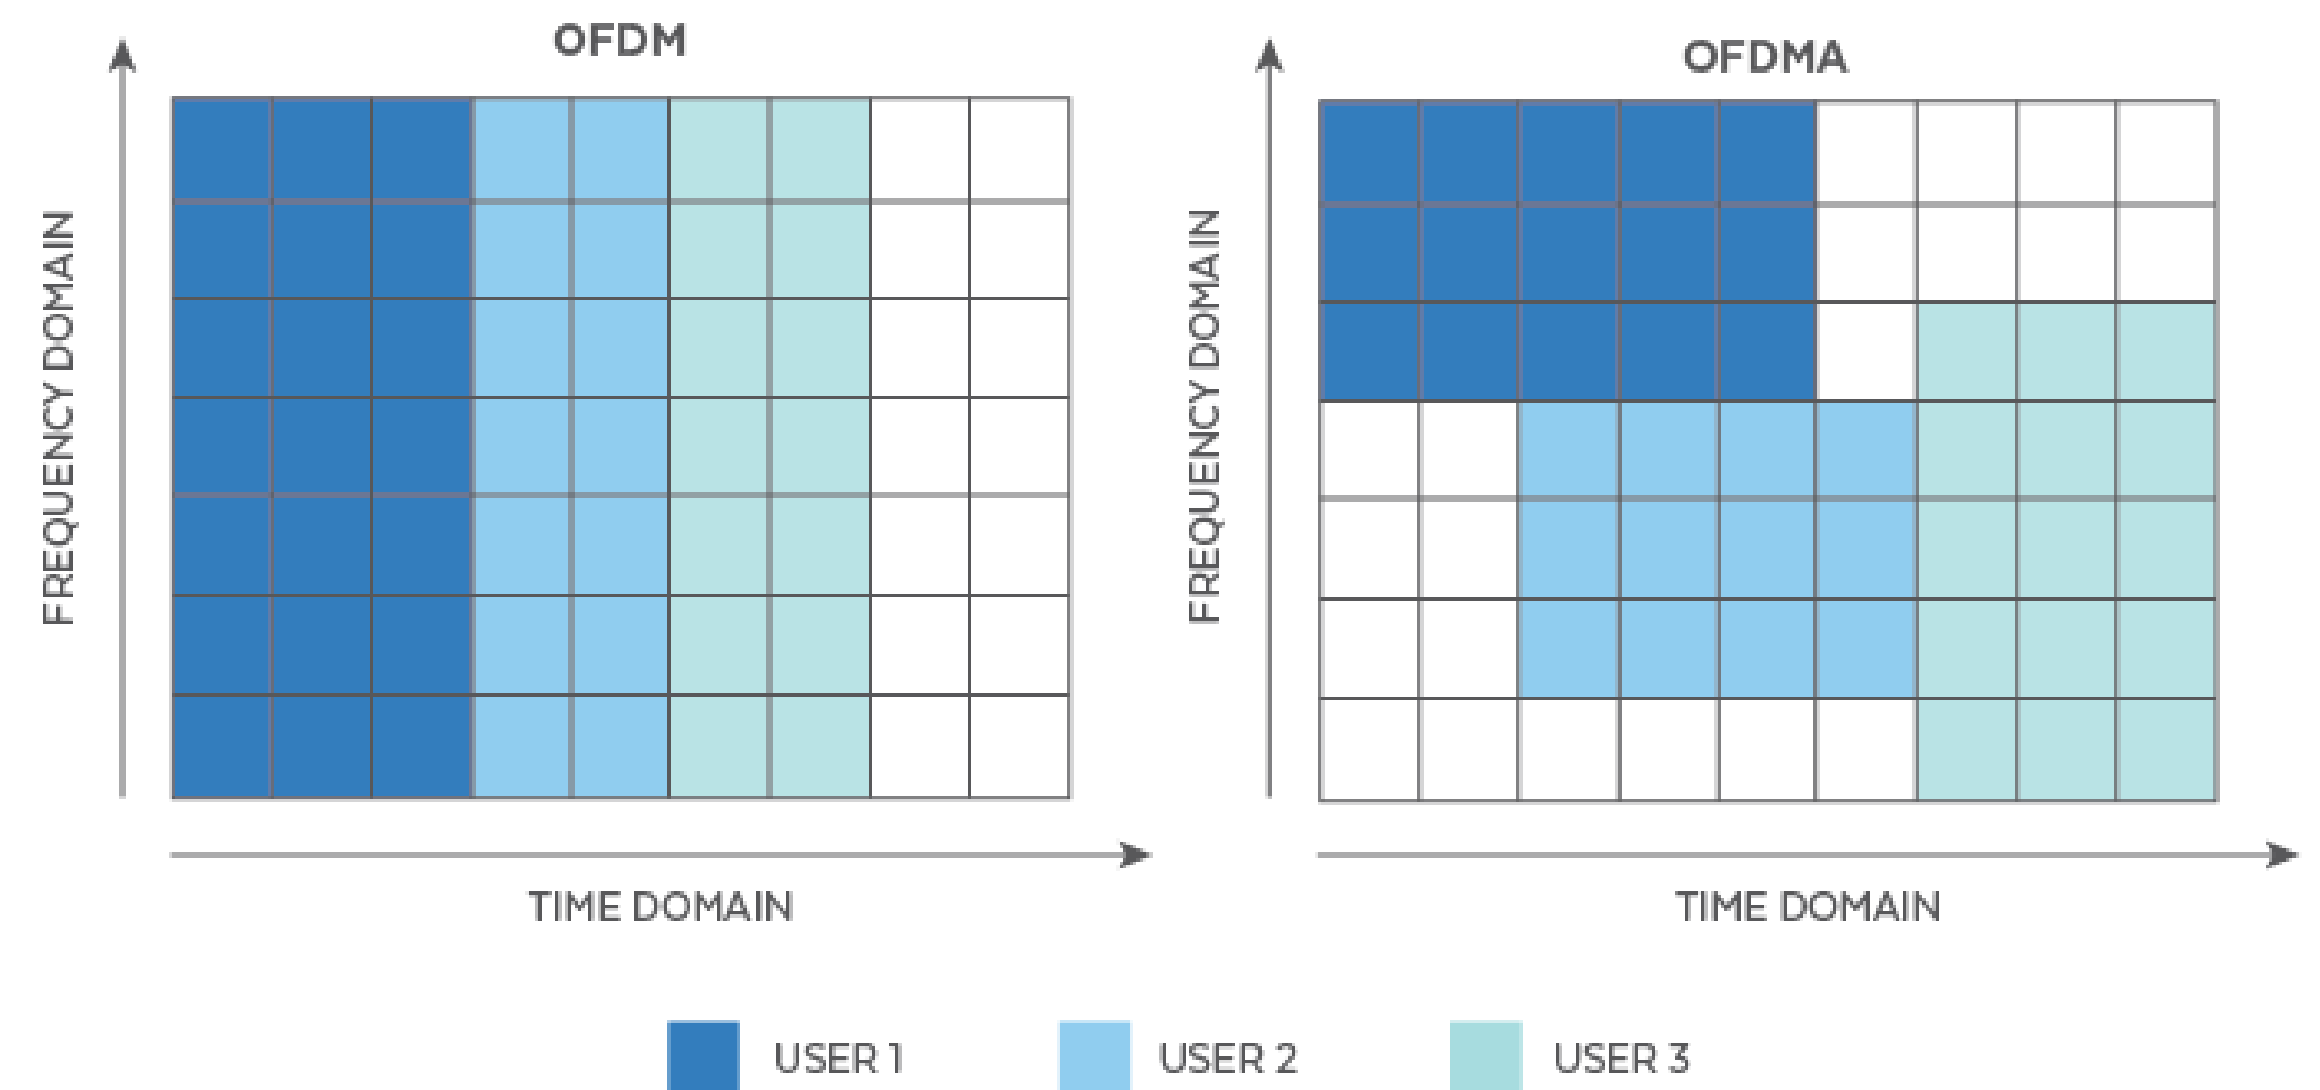 OFDM
FREQUENCY DOMAIN
TIME DOMAIN
OFDMA
FREQUENCY DOMAIN
TIME DOMAIN
USER 1
USER 2
USER 3